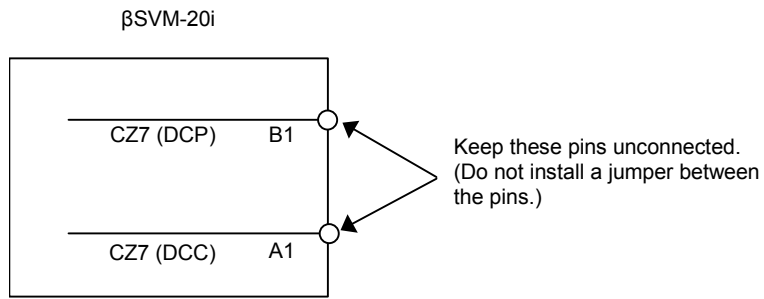 βSVM-20i
CZ7 (DCP) B1
Keep these pins unconnected.
(Do not install a jumper between
the pins.)
CZ7 (DCC) A1